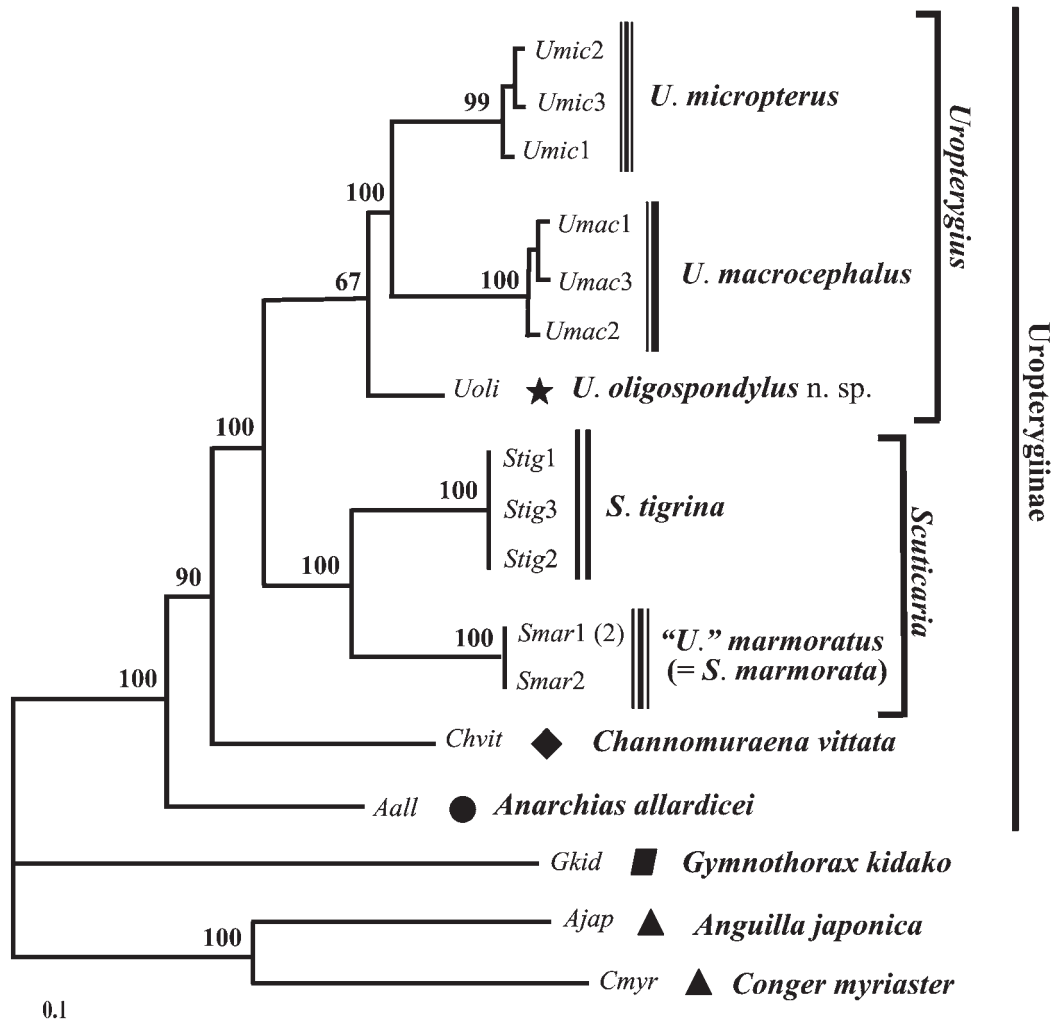 Umic2
99
Umic3
U. micropterus
Umic1
100
Umac1
100
Umac3
U. macrocephalus
Umac2
67
Uoli
U. oligospondylus n. sp.
Uropterygius
100
Stig1
100
Stig3
S. tigrina
Stig2
100
100
Smar1 (2)
"U." marmoratus
Smar2
(= S. marmorata)
Scuticaria
90
Chvit
Channomuraena vittata
100
Aall
Anarchias allardicei
Uropterygiinae
Gkid
Gymnothorax kidako
100
Ajap
Anguilla japonica
Cmyr
Conger myriaster
0.1